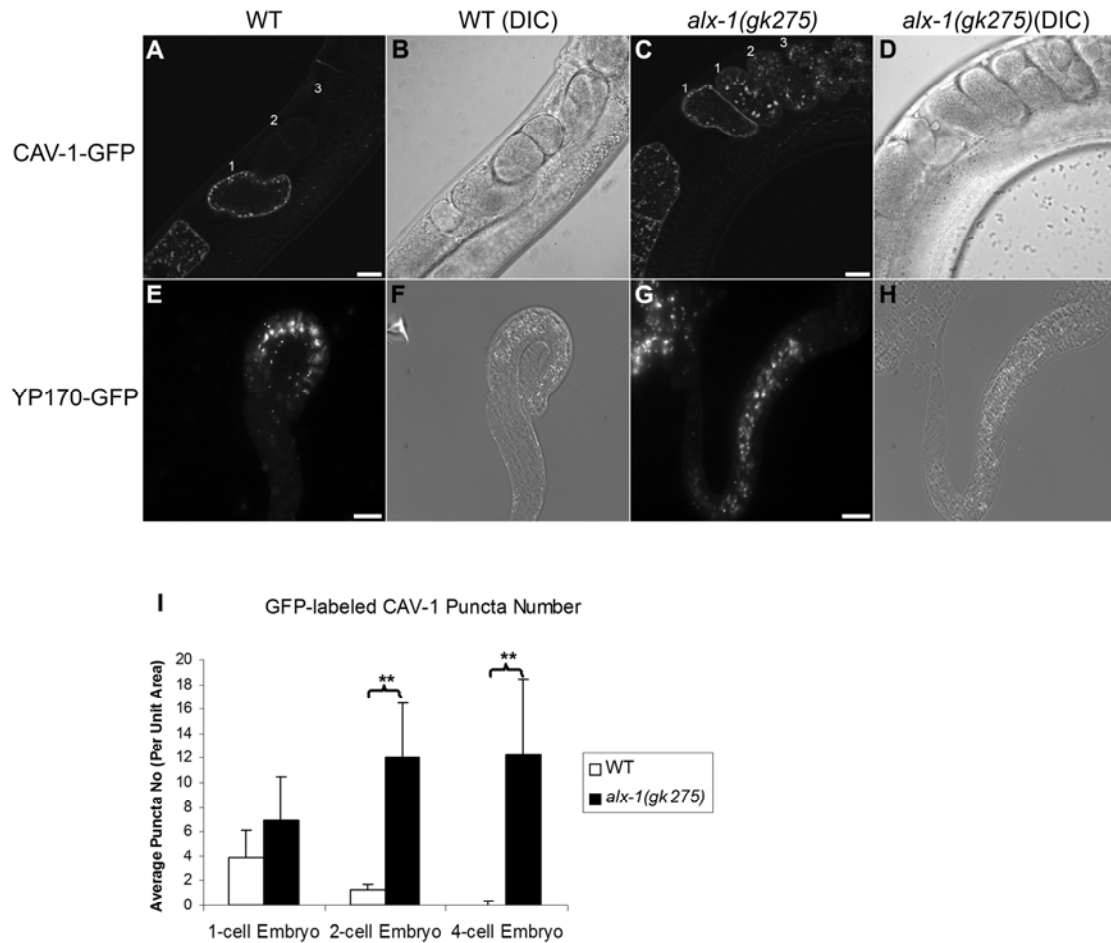 WT
WT (DIC)
alx-1(gk275)
alx-1(gk275)(DIC)
CAV-1-GFP
A
1
2
3
B
C
1
1
2
3
D
YP170-GFP
E
F
G
H
I
GFP-labeled CAV-1 Puncta Number
Average Puncta No (Per Unit Area)
20
18
16
14
12
10
8
6
4
2
0
**
**
1-cell Embryo
2-cell Embryo
4-cell Embryo
WT
alx-1(gk275)